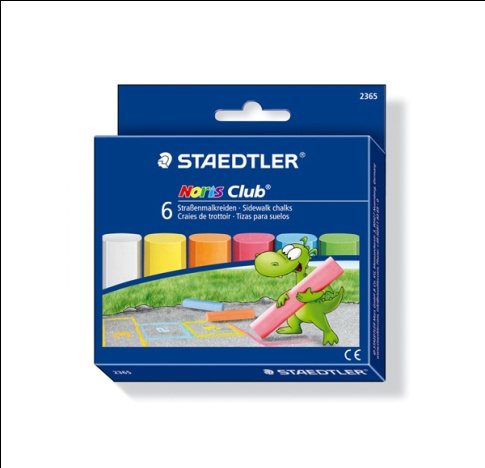 2365
STAEDTLER®
Noris Club®
6 Straßenmalkreiden · Sidewalk chalks
Craies de trottoir · Tizas para suelos
CE
2365
STAEDTLER®